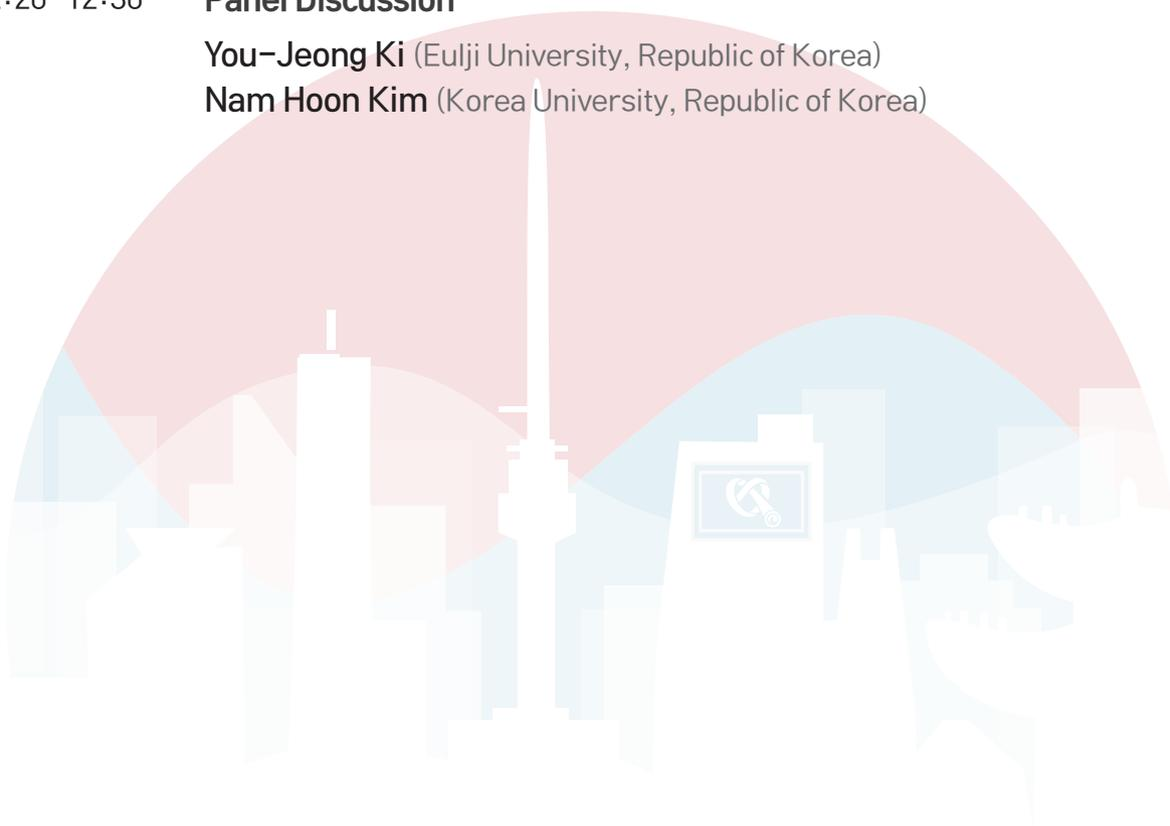 Panel Discussion
You-Jeong Ki (Eulji University, Republic of Korea)
Nam Hoon Kim (Korea University, Republic of Korea)